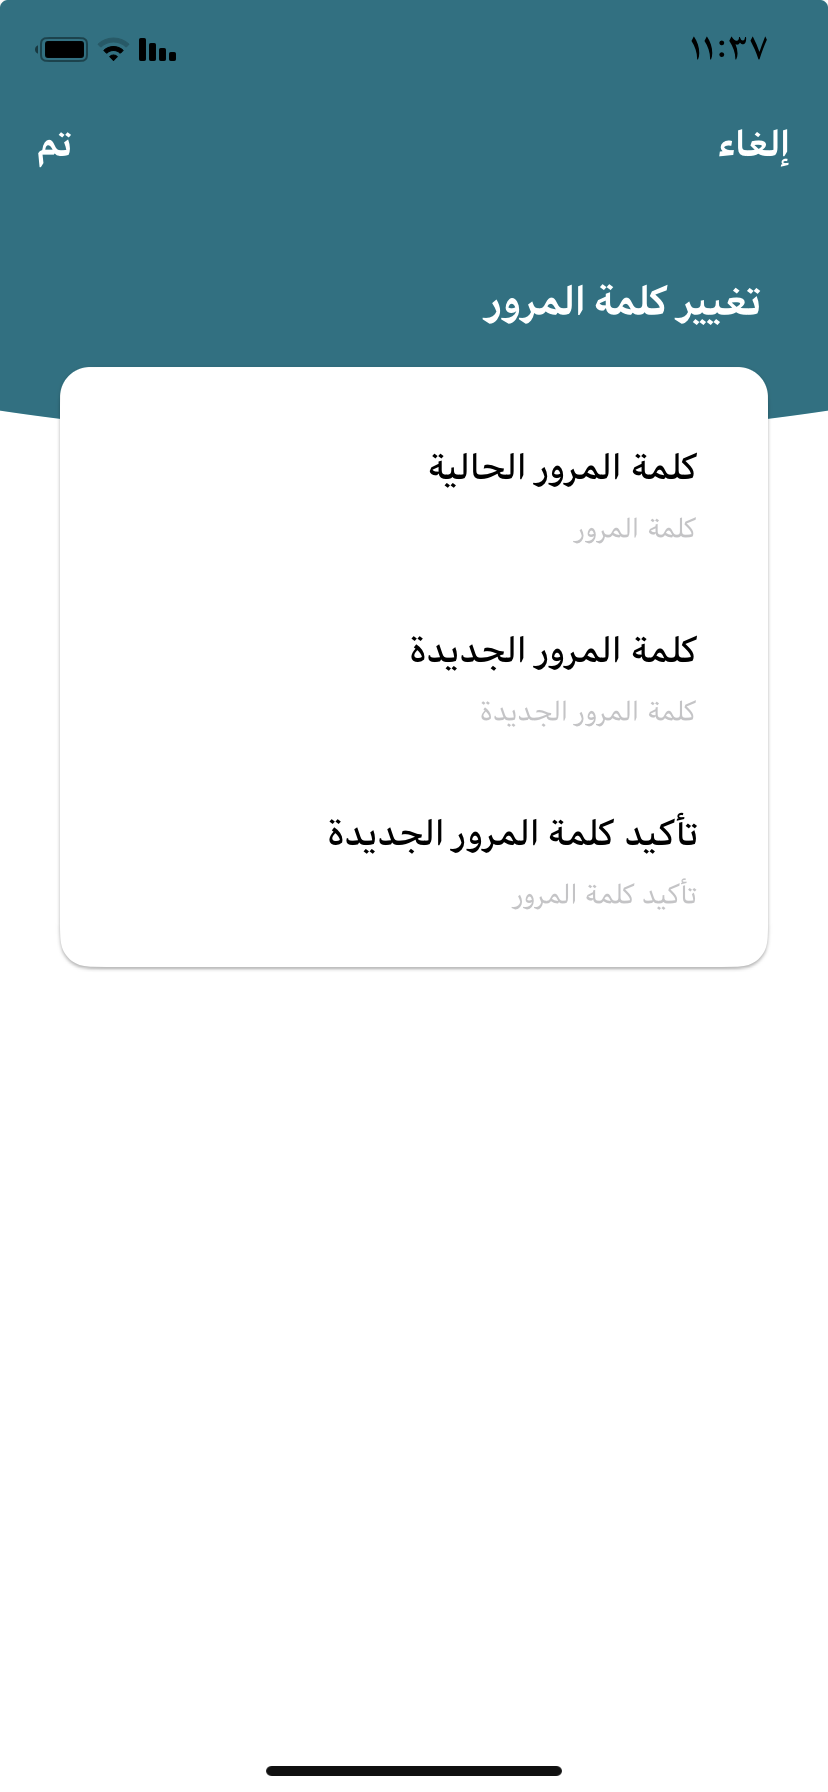 ١١:٣٧
إلغاء
تم
تغيير كلمة المرور
كلمة المرور الحالية
كلمة المرور
كلمة المرور الجديدة
كلمة المرور الجديدة
تأكيد كلمة المرور الجديدة
تأكيد كلمة المرور